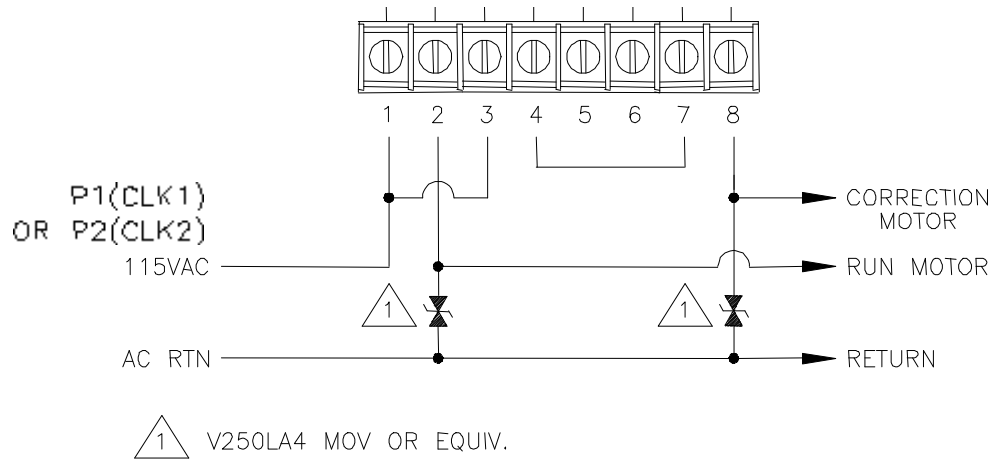 1 2 3 4 5 6 7 8
P1(CLK1)
OR P2(CLK2)
115VAC
CORRECTION
MOTOR
RUN MOTOR
1
1
AC RTN
RETURN
1 V250LA4 MOV OR EQUIV.